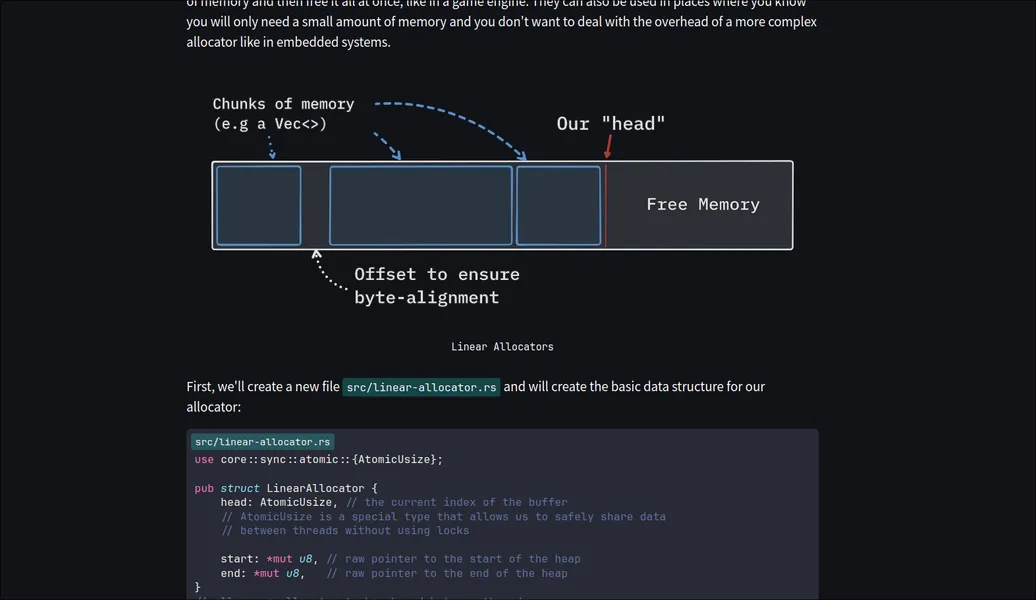 of memory and then free it all at once, like in a game engine. They can also be used in places where you know
you will only need a small amount of memory and you don't want to deal with the overhead of a more complex
allocator like in embedded systems.
Chunks of memory
(e.g a Vec<>)
Our "head"
Free Memory
Offset to ensure
byte-alignment
Linear Allocators
First, we'll create a new file src/linear-allocator.rs and will create the basic data structure for our
allocator:
src/linear-allocator.rs
use core::sync::atomic::{AtomicUsize};
pub struct LinearAllocator {
head: AtomicUsize, // the current index of the buffer
// AtomicUsize is a special type that allows us to safely share data
// between threads without using locks
start: *mut u8, // raw pointer to the start of the heap
end: *mut u8, // raw pointer to the end of the heap
}